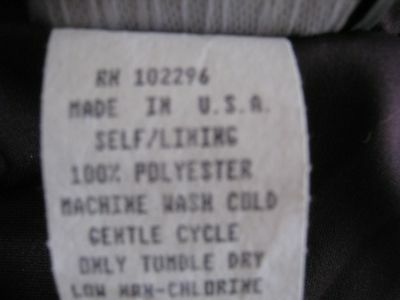 RN 102296
MADE IN U.S.A.
SELF/LINING
100% POLYESTER
MACHINE WASH COLD
GENTLE CYCLE
ONLY TUMBLE DRY
LOW NON-CHLORINE